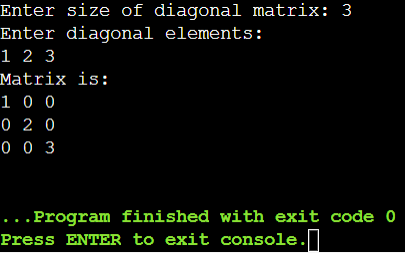 Enter size of diagonal matrix: 3
Enter diagonal elements:
1 2 3
Matrix is:
1 0 0
0 2 0
0 0 3
...Program finished with exit code 0
Press ENTER to exit console.